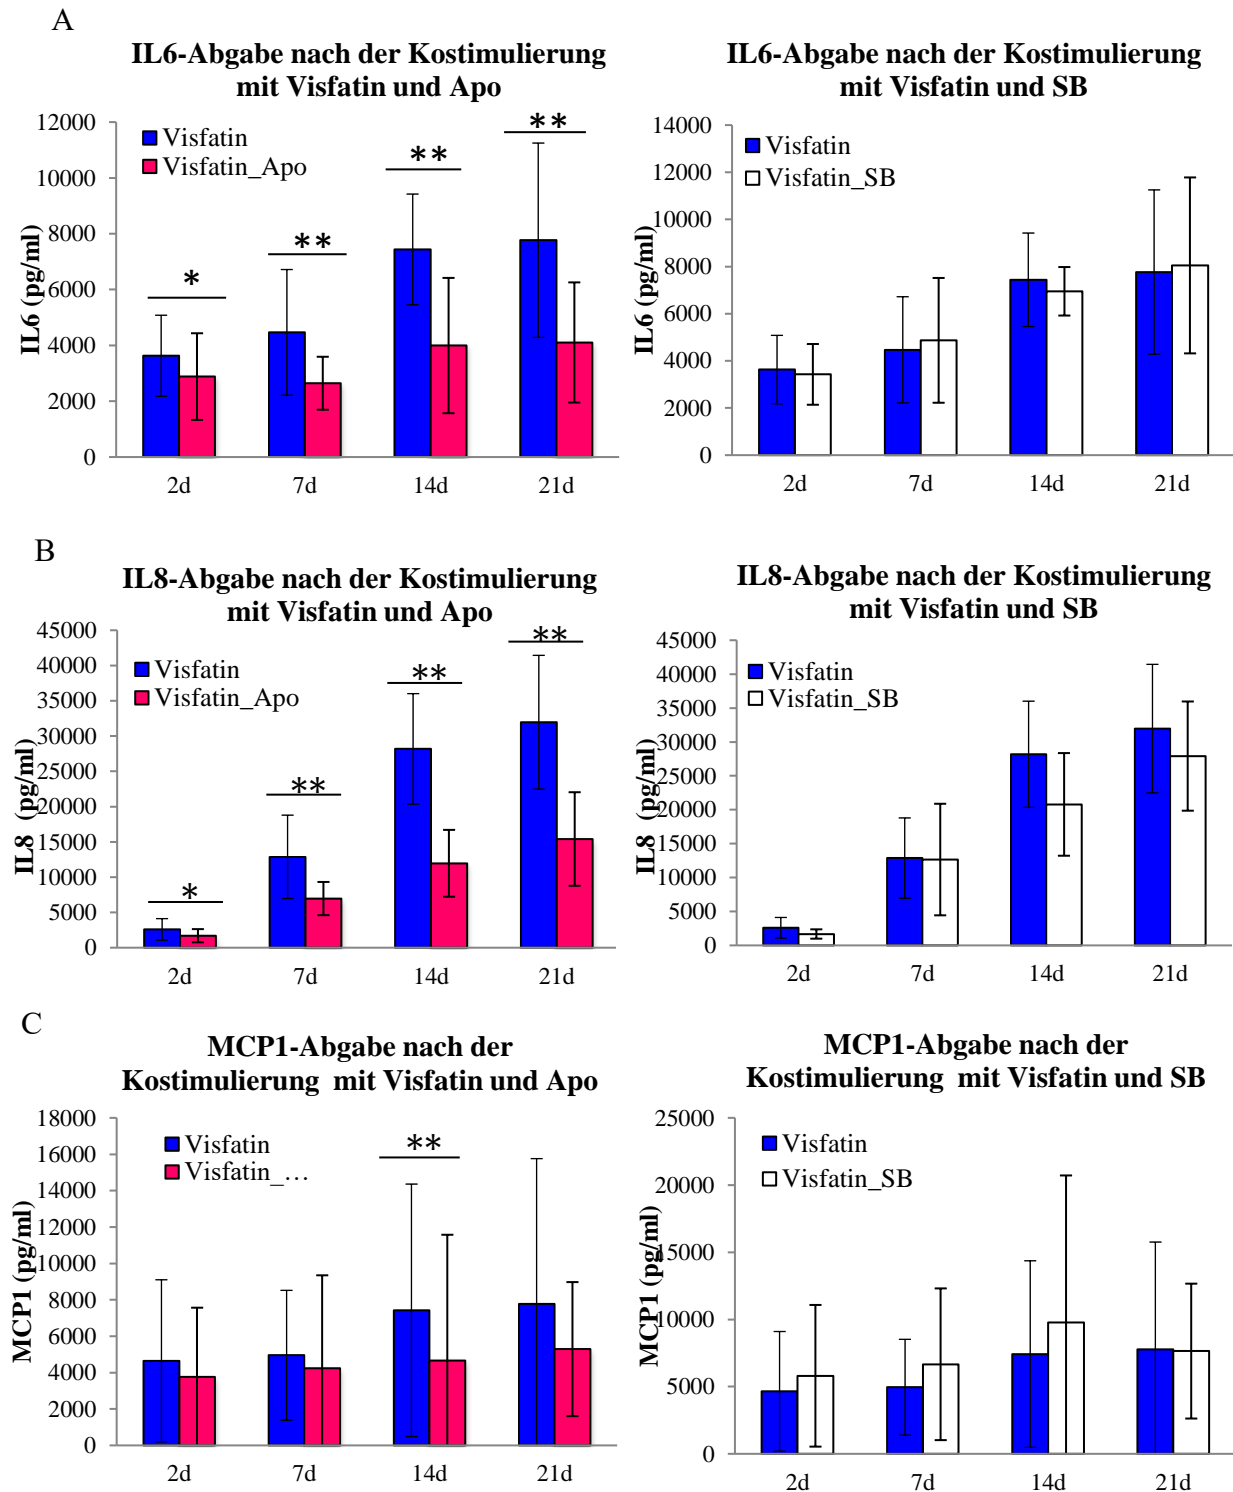 A
IL6-Abgabe nach der Kostimulierung
mit Visfatin und Apo
12000
10000
8000
6000
4000
2000
0
IL6 (pg/ml)
Visfatin
Visfatin_Apo
*
**
**
**
2d 7d 14d 21d
IL6-Abgabe nach der Kostimulierung
mit Visfatin und SB
14000
12000
10000
8000
6000
4000
2000
0
IL6 (pg/ml)
Visfatin
Visfatin_SB
2d 7d 14d 21d
B
IL8-Abgabe nach der Kostimulierung
mit Visfatin und Apo
45000
40000
35000
30000
25000
20000
15000
10000
5000
0
IL8 (pg/ml)
Visfatin
Visfatin_Apo
*
**
**
**
2d 7d 14d 21d
IL8-Abgabe nach der Kostimulierung
mit Visfatin und SB
45000
40000
35000
30000
25000
20000
15000
10000
5000
0
IL8 (pg/ml)
Visfatin
Visfatin_SB
2d 7d 14d 21d
C
MCP1-Abgabe nach der
Kostimulierung mit Visfatin und Apo
18000
16000
14000
12000
10000
8000
6000
4000
2000
0
MCP1 (pg/ml)
Visfatin
Visfatin_…
**
2d 7d 14d 21d
MCP1-Abgabe nach der
Kostimulierung mit Visfatin und SB
25000
20000
15000
10000
5000
0
MCP1 (pg/ml)
Visfatin
Visfatin_SB
2d 7d 14d 21d